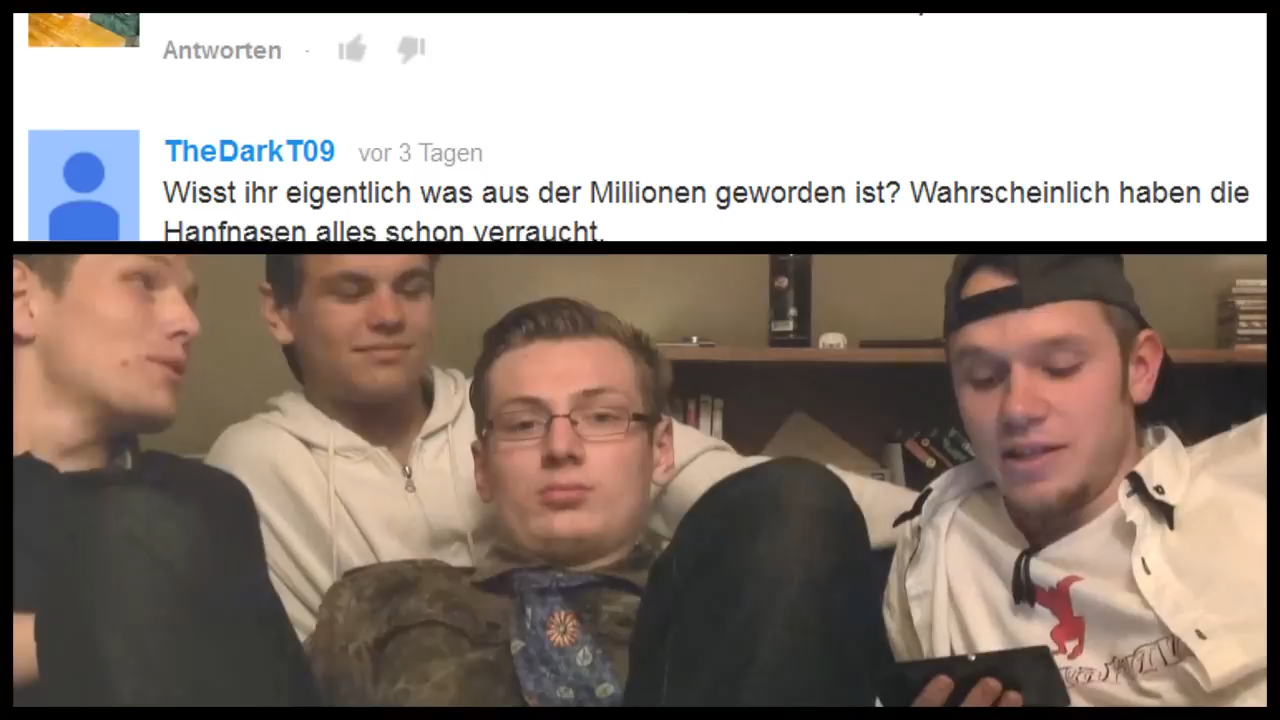 Antworten ·
TheDarkT09 vor 3 Tagen
Wisst ihr eigentlich was aus der Millionen geworden ist? Wahrscheinlich haben die
Hanfnasen alles schon verraucht.